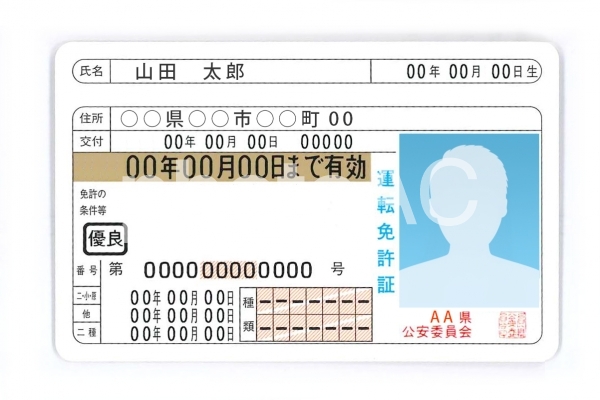 氏名 山田 太郎 00年 00月 00日生
住所 ○○県○○市○○町 00
交付 00年 00月 00日 00000
00年00月00日まで有効
免許の
条件等
優良
番号 第 000000000000 号
二・小・原 00年 00月 00日
他 00年 00月 00日
二種 00年 00月 00日
種類
運転免許証
AA県
公安委員会